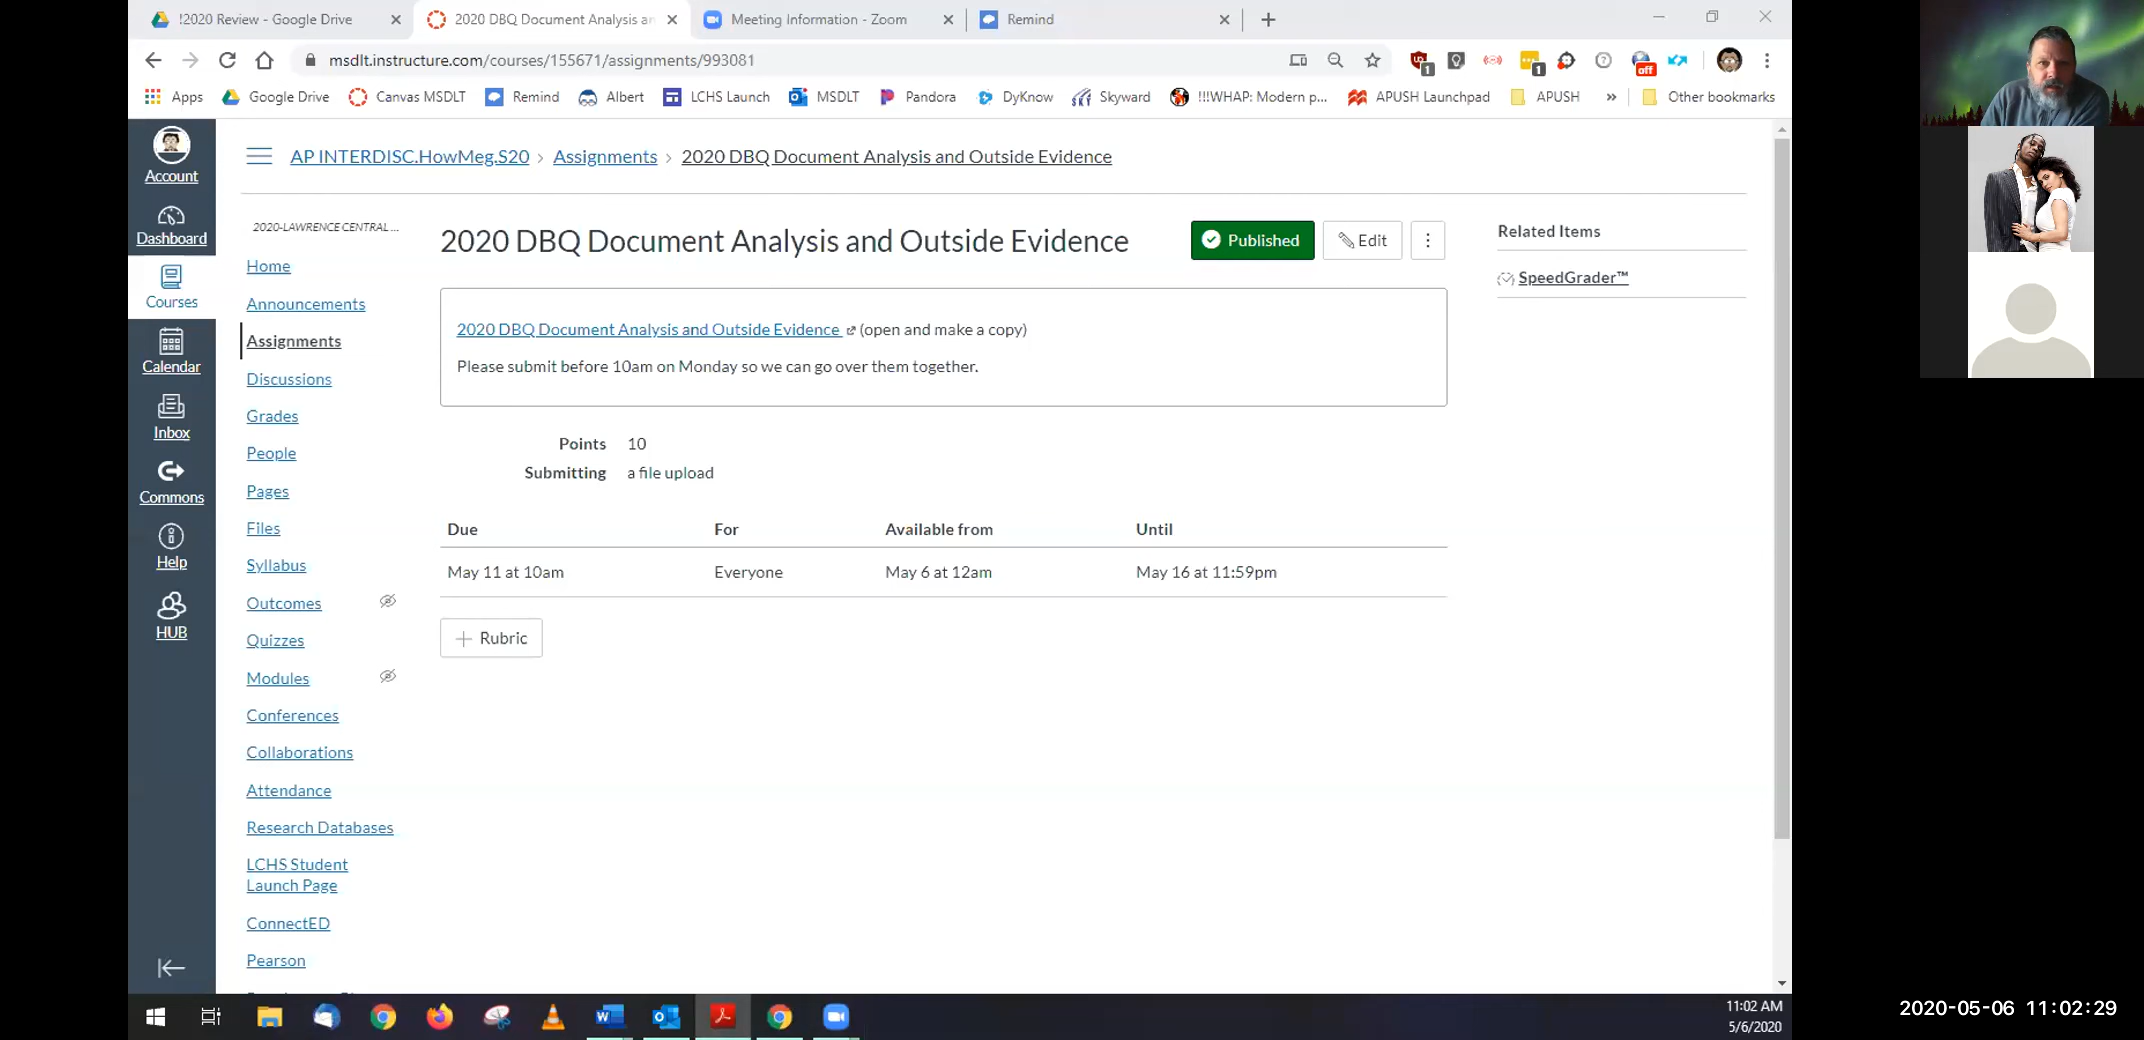 !2020 Review - Google Drive
2020 DBQ Document Analysis an
Meeting Information - Zoom
Remind
msdlt.instructure.com/courses/155671/assignments/993081
1
1
off
Apps
Google Drive
Canvas MSDLT
Remind
Albert
LCHS Launch
MSDLT
Pandora
DyKnow
Skyward
!!!WHAP: Modern p...
APUSH Launchpad
APUSH
»
Other bookmarks
Account
Dashboard
Courses
Calendar
Inbox
Commons
Help
HUB
AP INTERDISC.HowMeg.S20 › Assignments › 2020 DBQ Document Analysis and Outside Evidence
2020-LAWRENCE CENTRAL ...
Home
Announcements
Assignments
Discussions
Grades
People
Pages
Files
Syllabus
Outcomes
Quizzes
Modules
Conferences
Collaborations
Attendance
Research Databases
LCHS Student
Launch Page
ConnectED
Pearson
2020 DBQ Document Analysis and Outside Evidence
Published
Edit
2020 DBQ Document Analysis and Outside Evidence (open and make a copy)
Please submit before 10am on Monday so we can go over them together.
Points 10
Submitting a file upload
Due For Available from Until
May 11 at 10am Everyone May 6 at 12am May 16 at 11:59pm
+ Rubric
Related Items
SpeedGrader™
11:02 AM
5/6/2020
2020-05-06 11:02:29